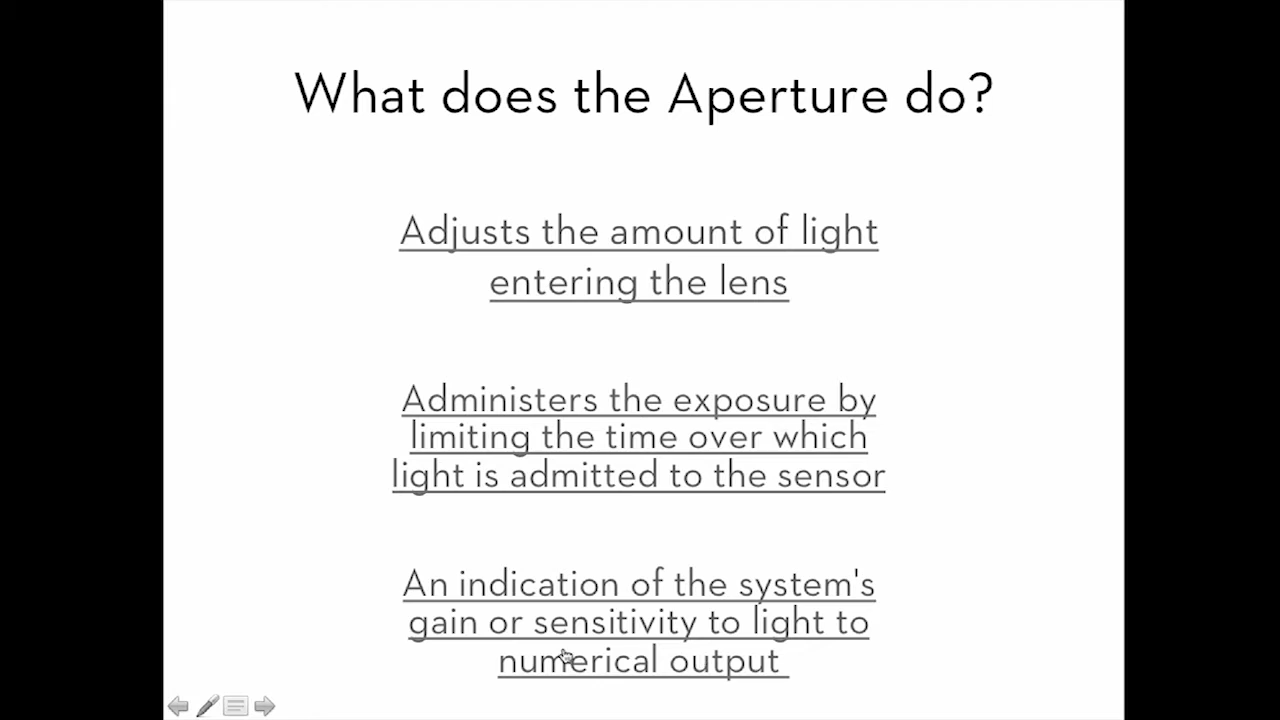 What does the Aperture do?
Adjusts the amount of light
entering the lens
Administers the exposure by
limiting the time over which
light is admitted to the sensor
An indication of the system's
gain or sensitivity to light to
numerical output